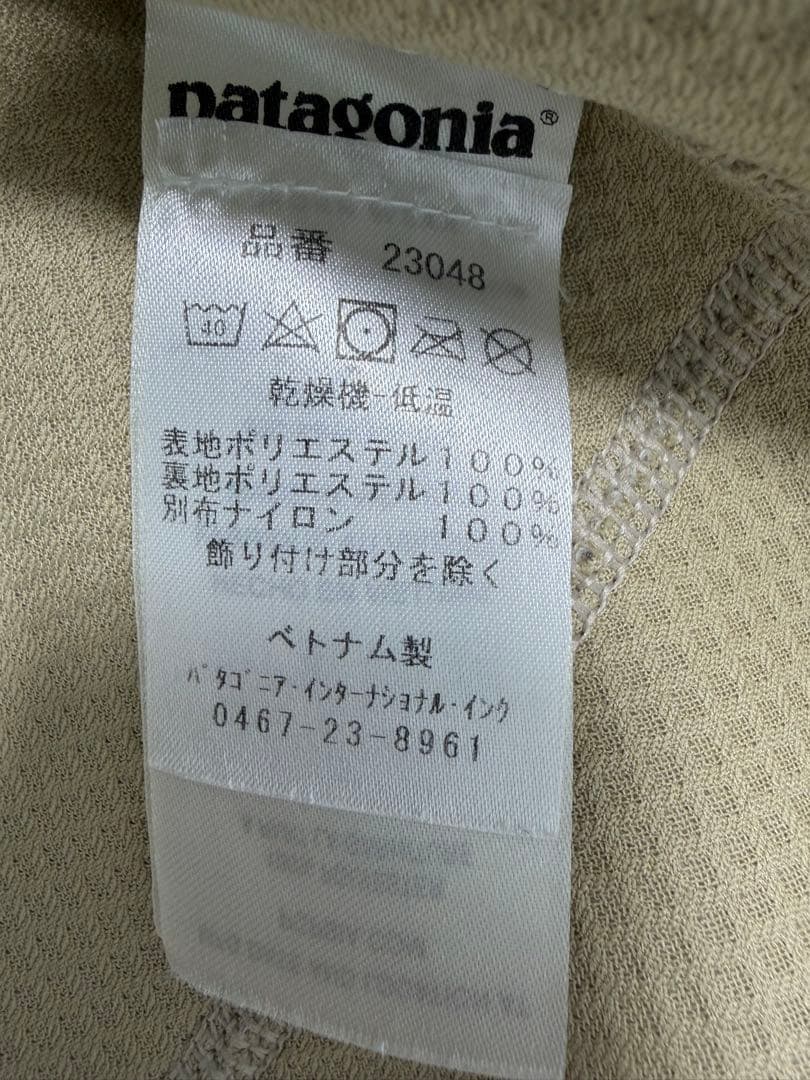 patagonia®
品番 23048
40
乾燥機-低温
表地ポリエステル100%
裏地ポリエステル100%
別布ナイロン 100%
飾り付け部分を除く
ベトナム製
パタゴニア・インターナショナル・インク
0467-23-8961